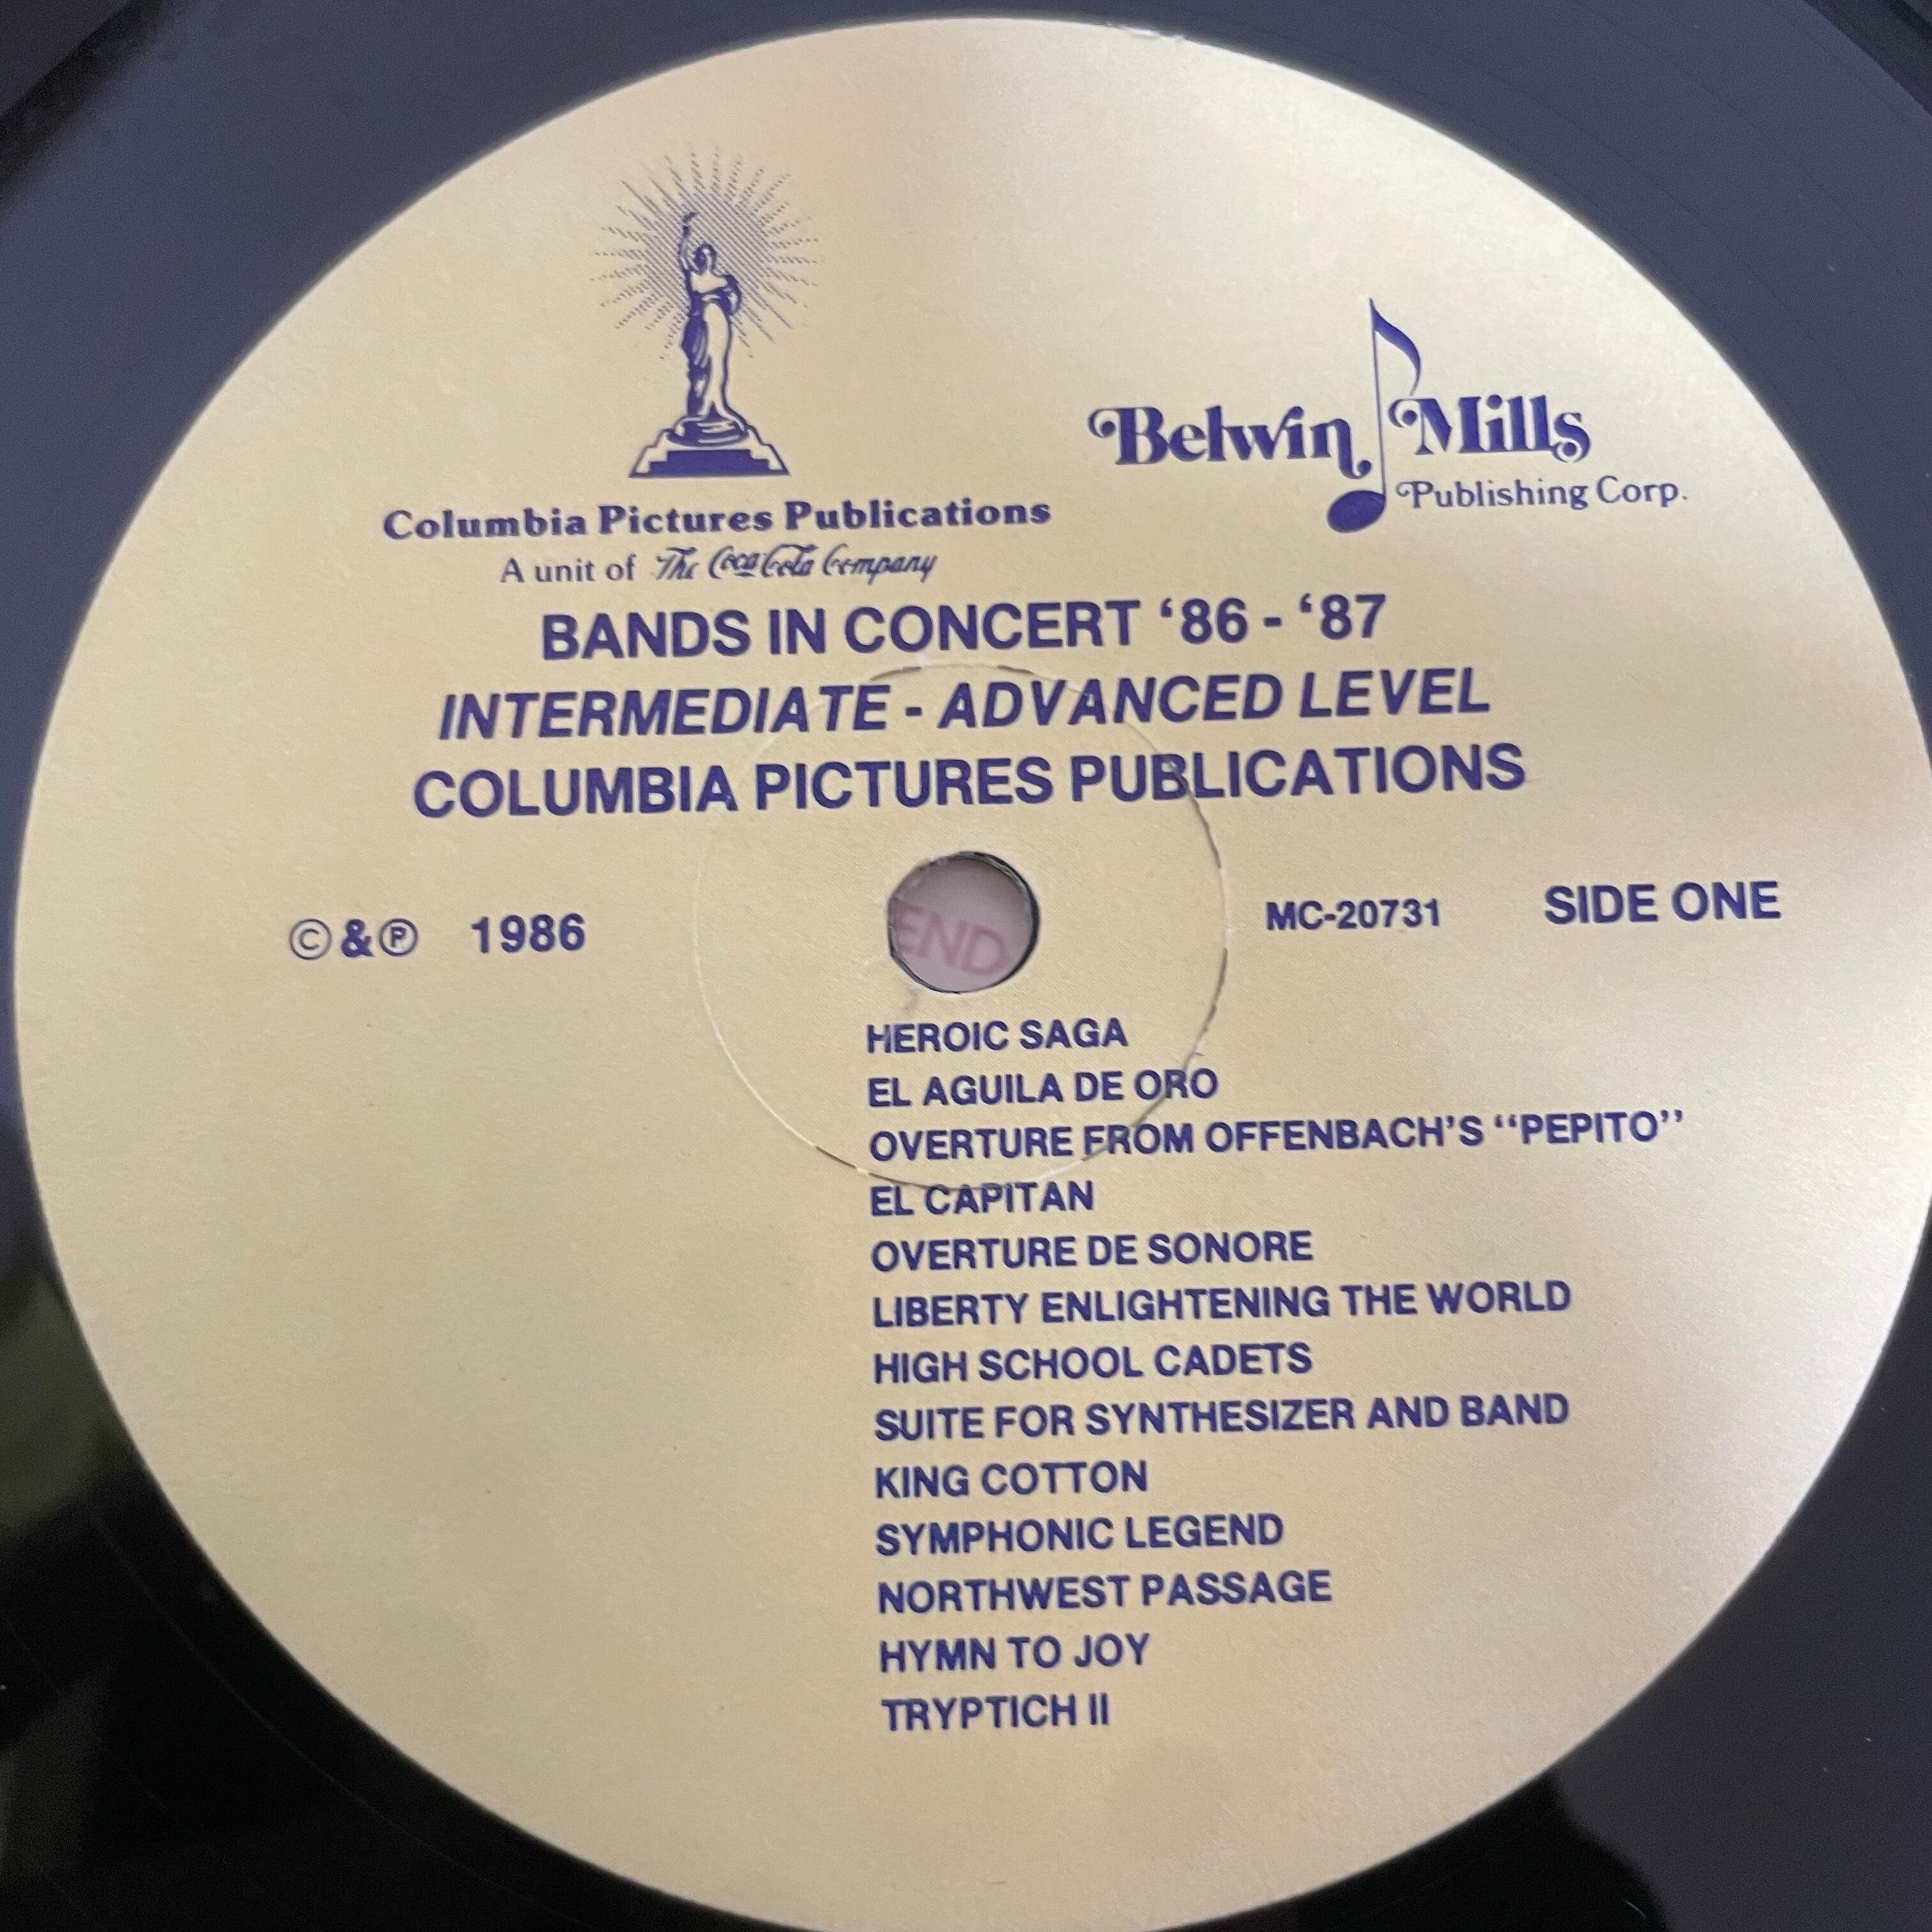 Columbia Pictures Publications
A unit of The Coca-Cola Company
Belwin Mills
Publishing Corp.
BANDS IN CONCERT ‘86 - ‘87
INTERMEDIATE - ADVANCED LEVEL
COLUMBIA PICTURES PUBLICATIONS
©&℗ 1986
END
MC-20731 SIDE ONE
HEROIC SAGA
EL AGUILA DE ORO
OVERTURE FROM OFFENBACH’S “PEPITO”
EL CAPITAN
OVERTURE DE SONORE
LIBERTY ENLIGHTENING THE WORLD
HIGH SCHOOL CADETS
SUITE FOR SYNTHESIZER AND BAND
KING COTTON
SYMPHONIC LEGEND
NORTHWEST PASSAGE
HYMN TO JOY
TRYPTICH II